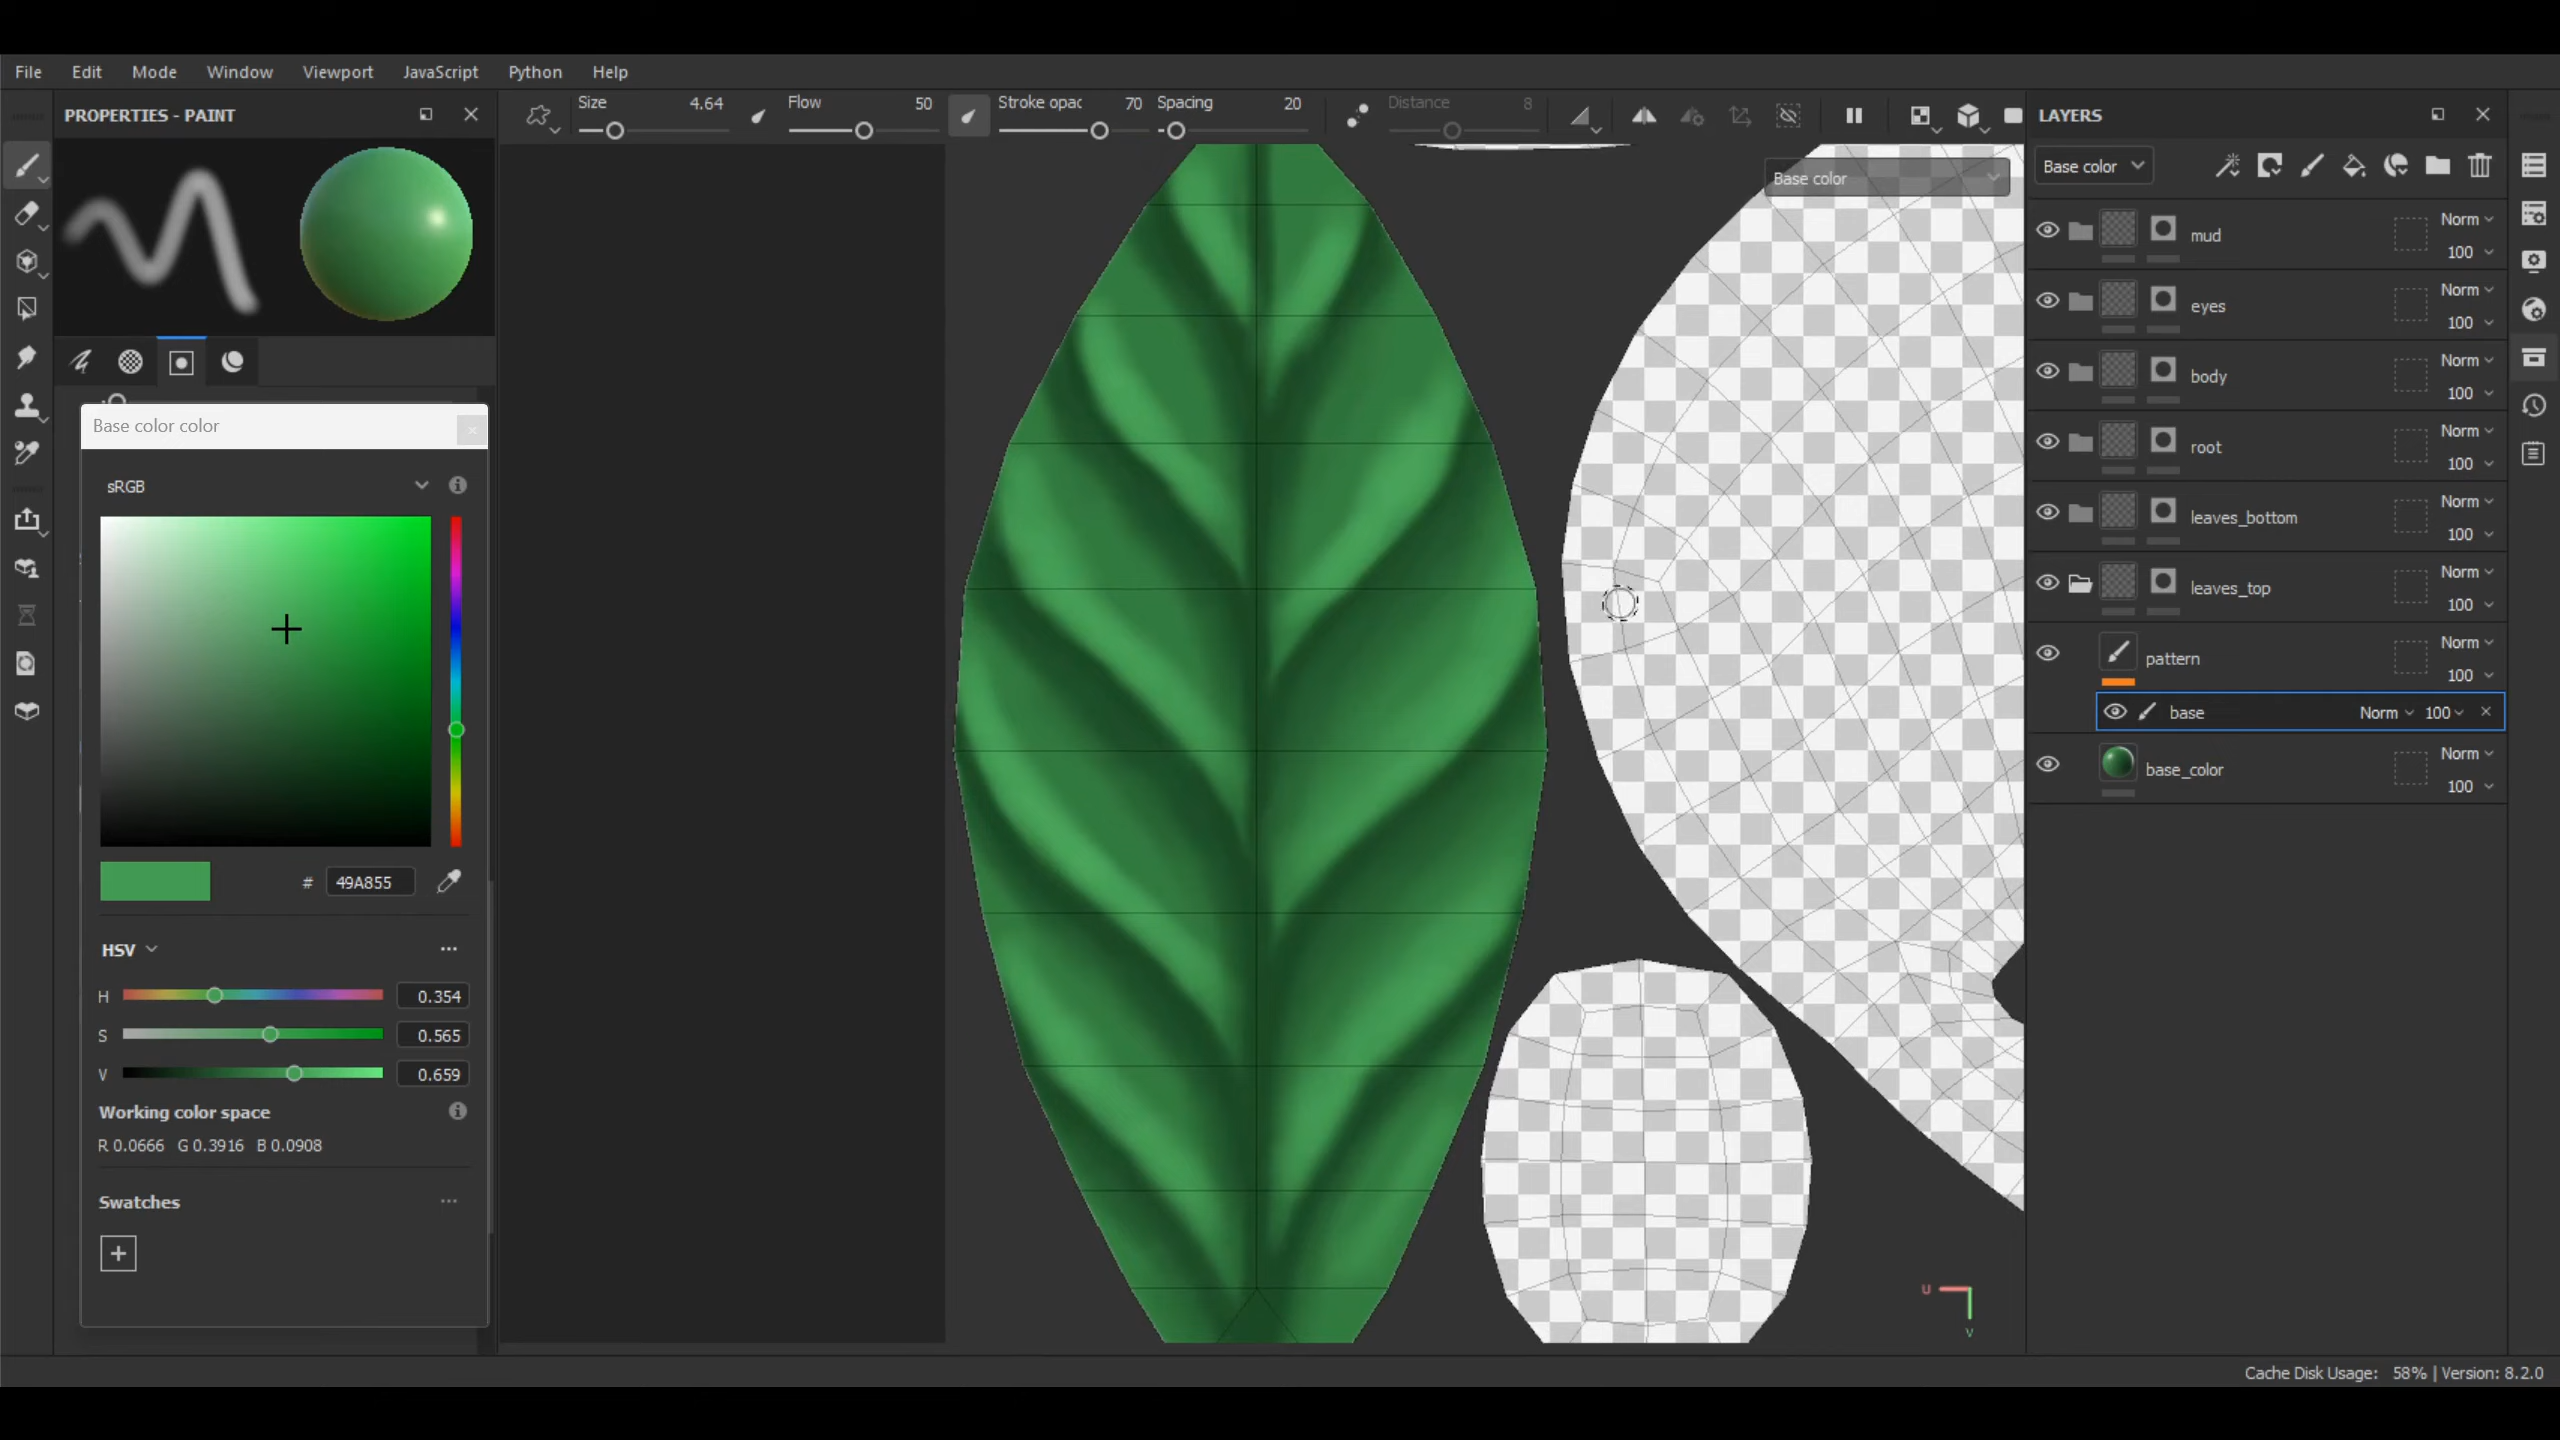 File Edit Mode Window Viewport JavaScript Python Help
PROPERTIES - PAINT
Size 4.64 Flow 50 Stroke opac 70 Spacing 20 Distance 8
Base color
Base color color
sRGB
# 49A855
HSV
H 0.354
S 0.565
V 0.659
Working color space
R 0.0666 G 0.3916 B 0.0908
Swatches
U
V
LAYERS
Base color
mud Norm 100
eyes Norm 100
body Norm 100
root Norm 100
leaves_bottom Norm 100
leaves_top Norm 100
pattern Norm 100
base Norm 100
base_color Norm 100
Cache Disk Usage: 58% | Version: 8.2.0